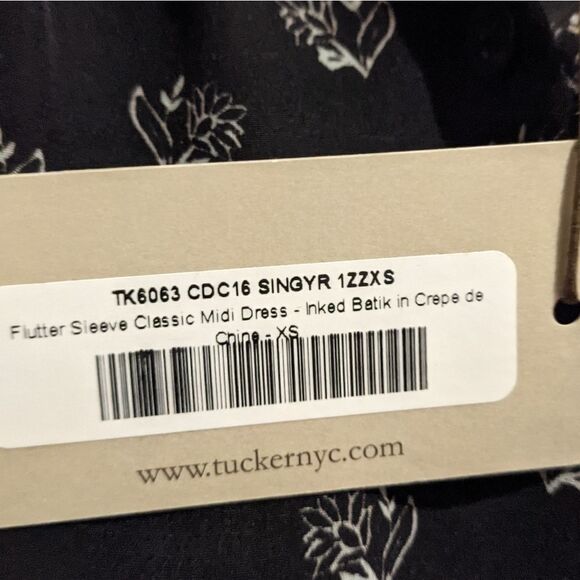 TK6063 CDC16 SINGYR 1ZZXS
Flutter Sleeve Classic Midi Dress - Inked Batik in Crepe de
Chine - XS
www.tuckernyc.com